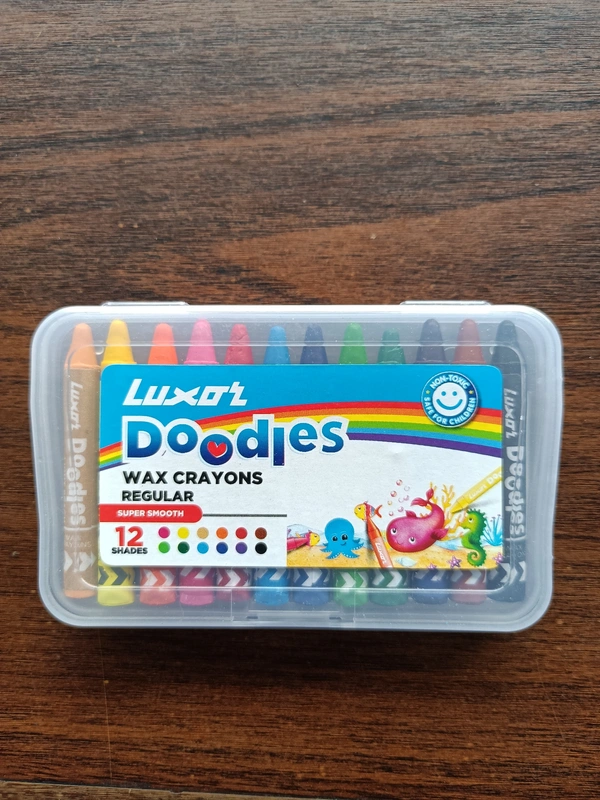 Luxor
Doodles
WAX CRAYONS
REGULAR
SUPER SMOOTH
12
SHADES
NON-TOXIC
SAFE FOR CHILDREN
Luxor Doodles
Luxor Doodles